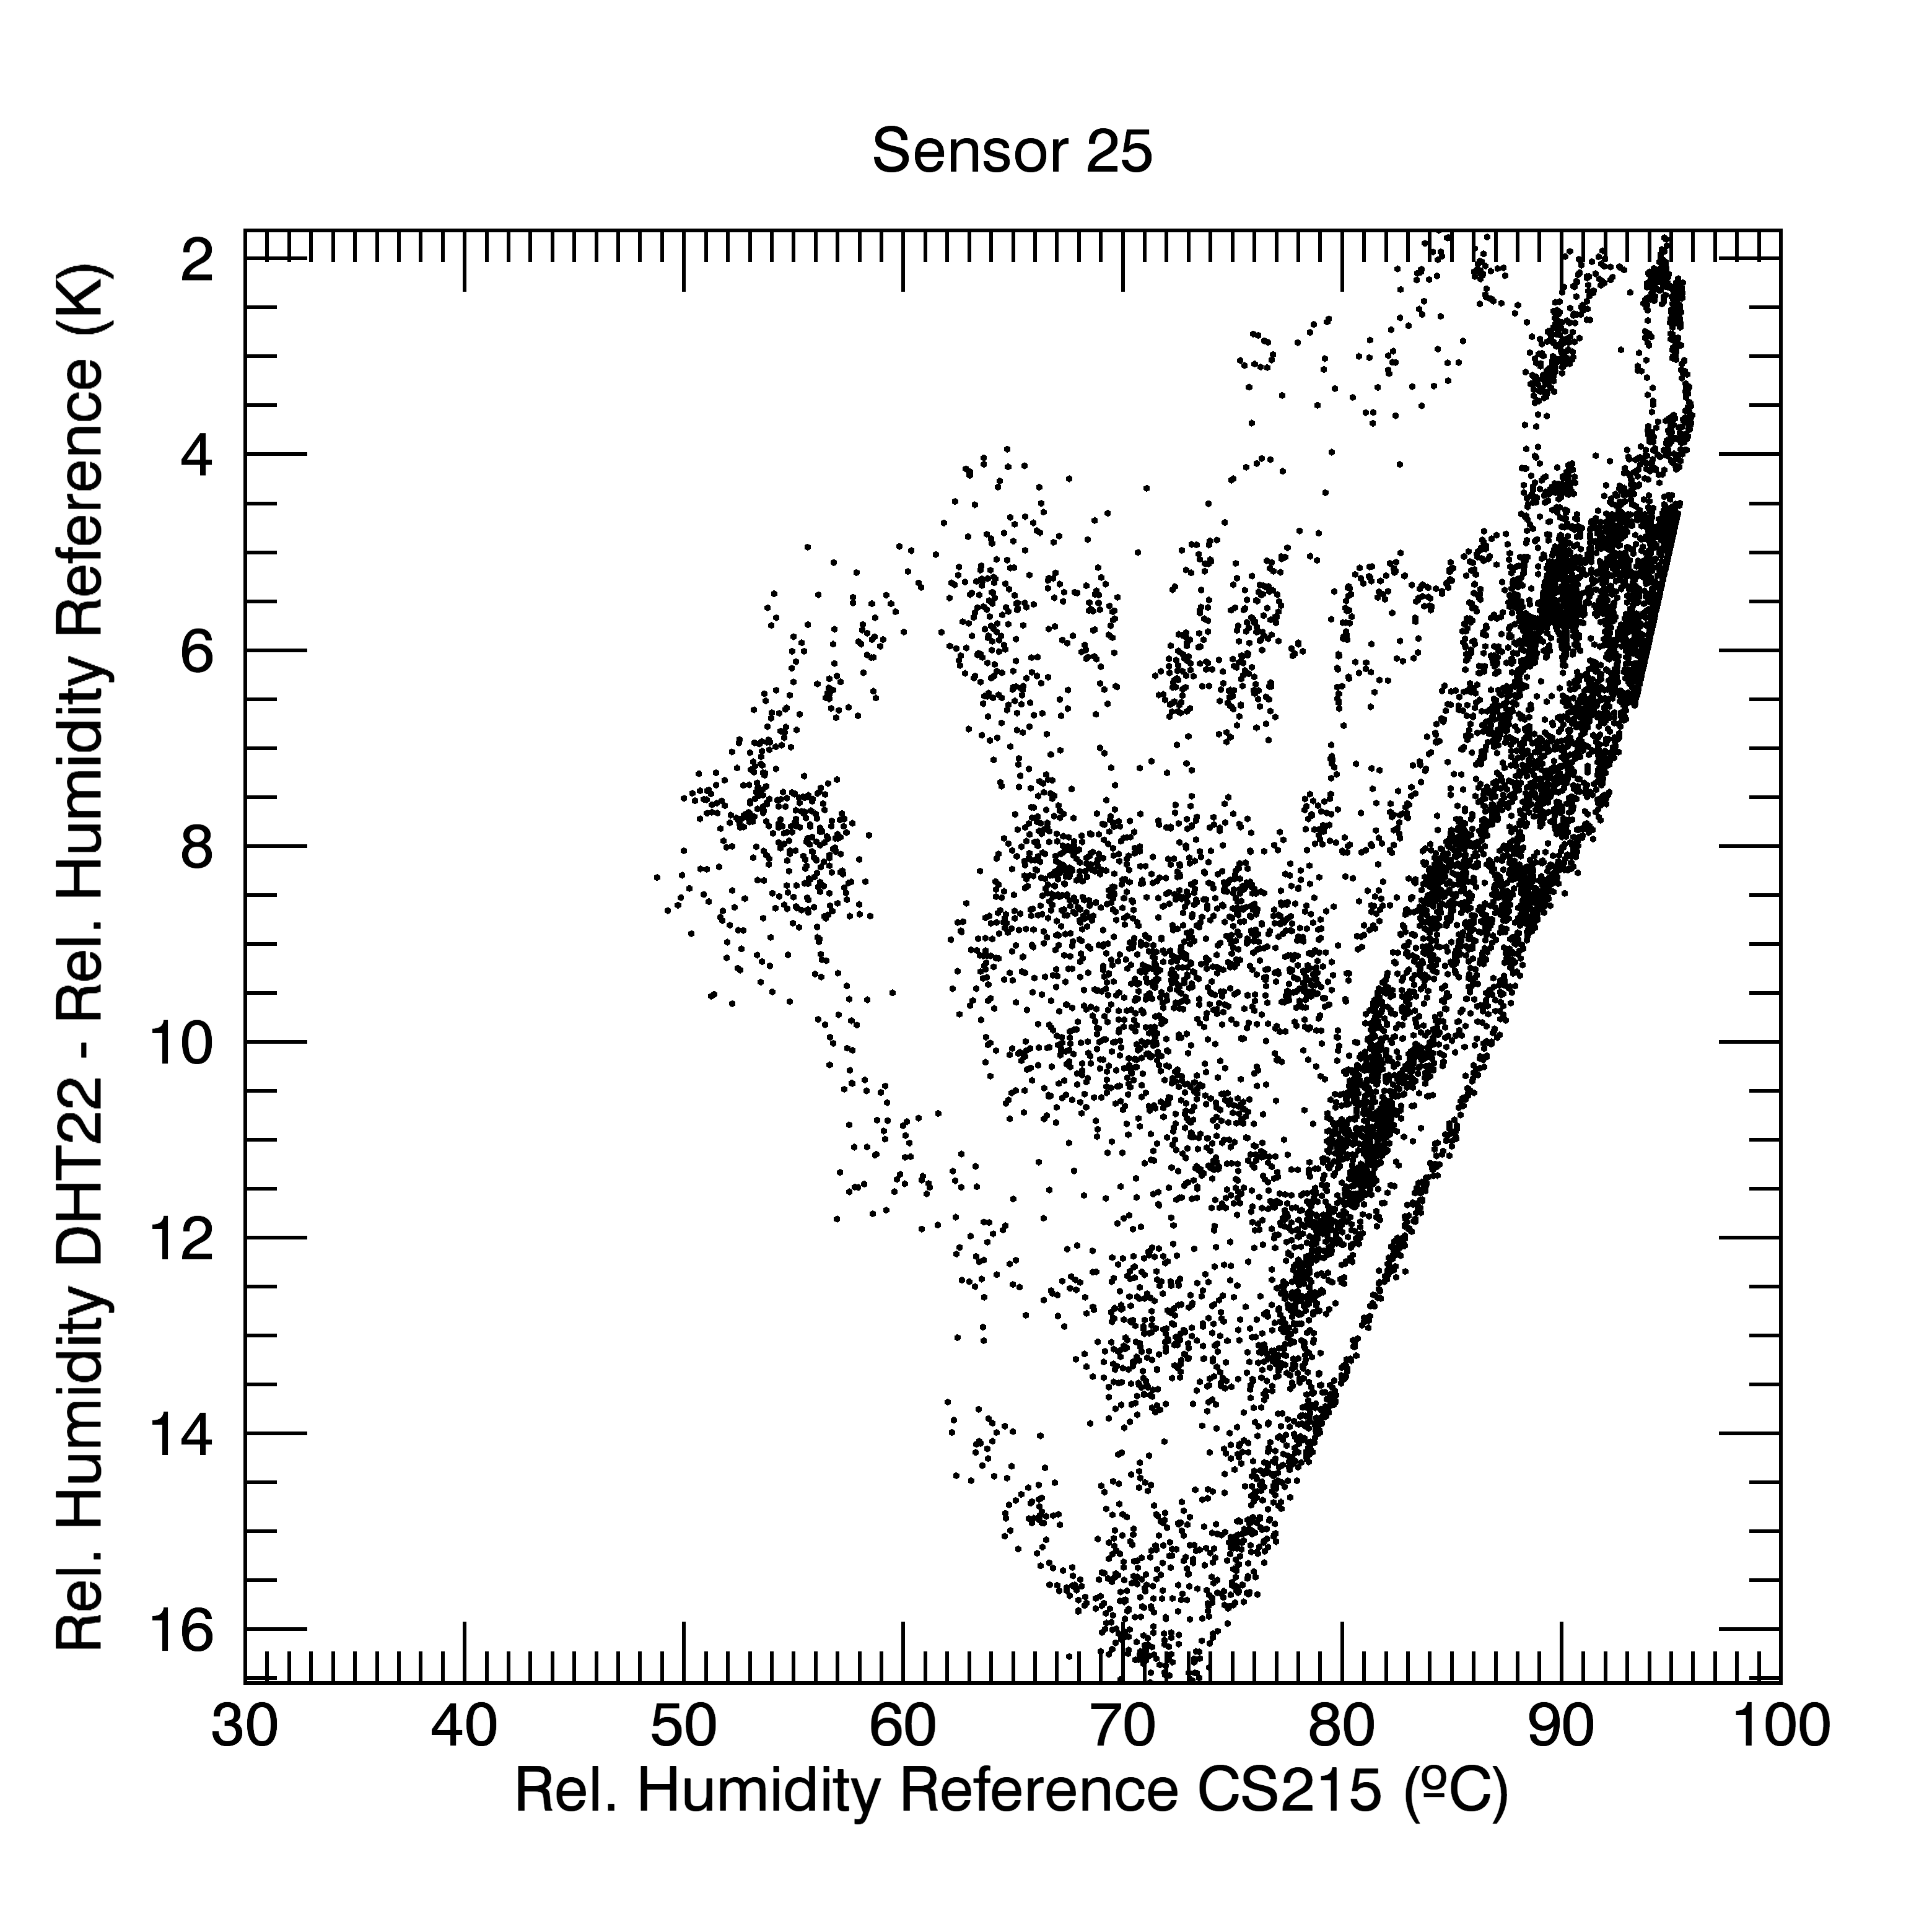 Sensor 25
Rel. Humidity DHT22 - Rel. Humidity Reference (K)
2
4
6
8
10
12
14
16
30 40 50 60 70 80 90 100
Rel. Humidity Reference CS215 (ºC)